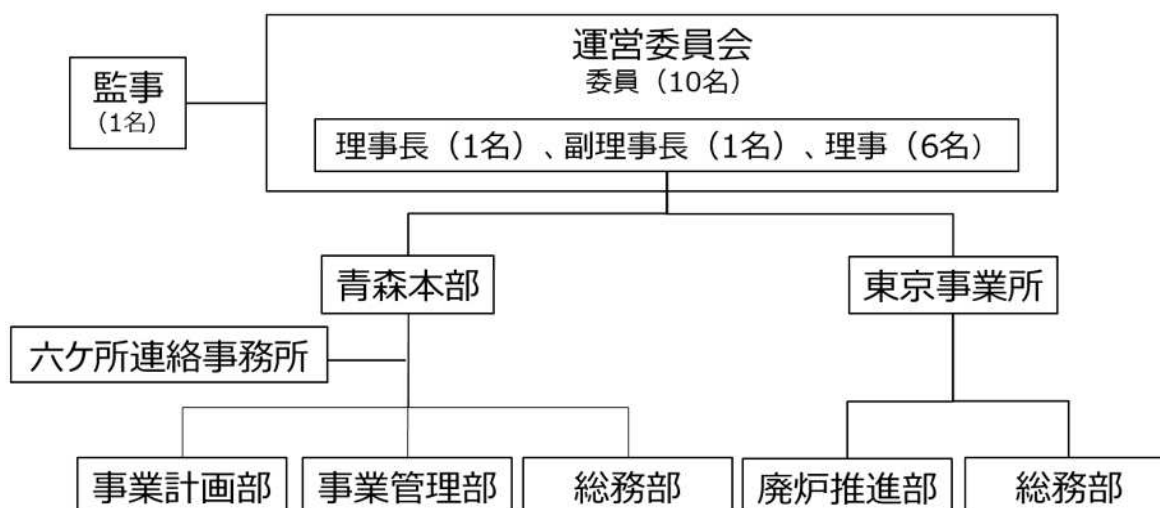 運営委員会
委員（10名）
監事
（1名）
理事長（1名）、副理事長（1名）、理事（6名）
青森本部
東京事業所
六ケ所連絡事務所
事業計画部
事業管理部
総務部
廃炉推進部
総務部